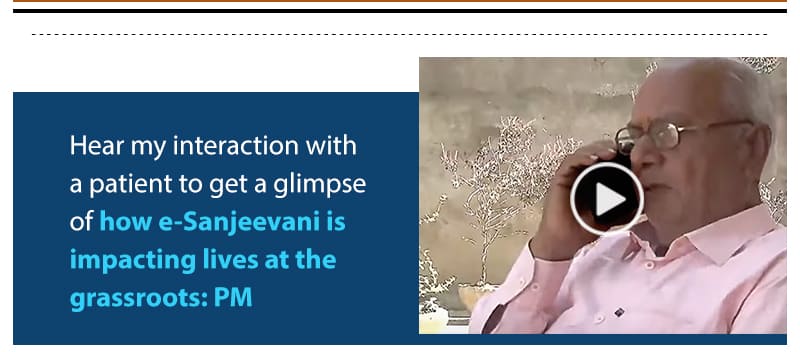 Hear my interaction with
a patient to get a glimpse
of how e-Sanjeevani is
impacting lives at the
grassroots: PM